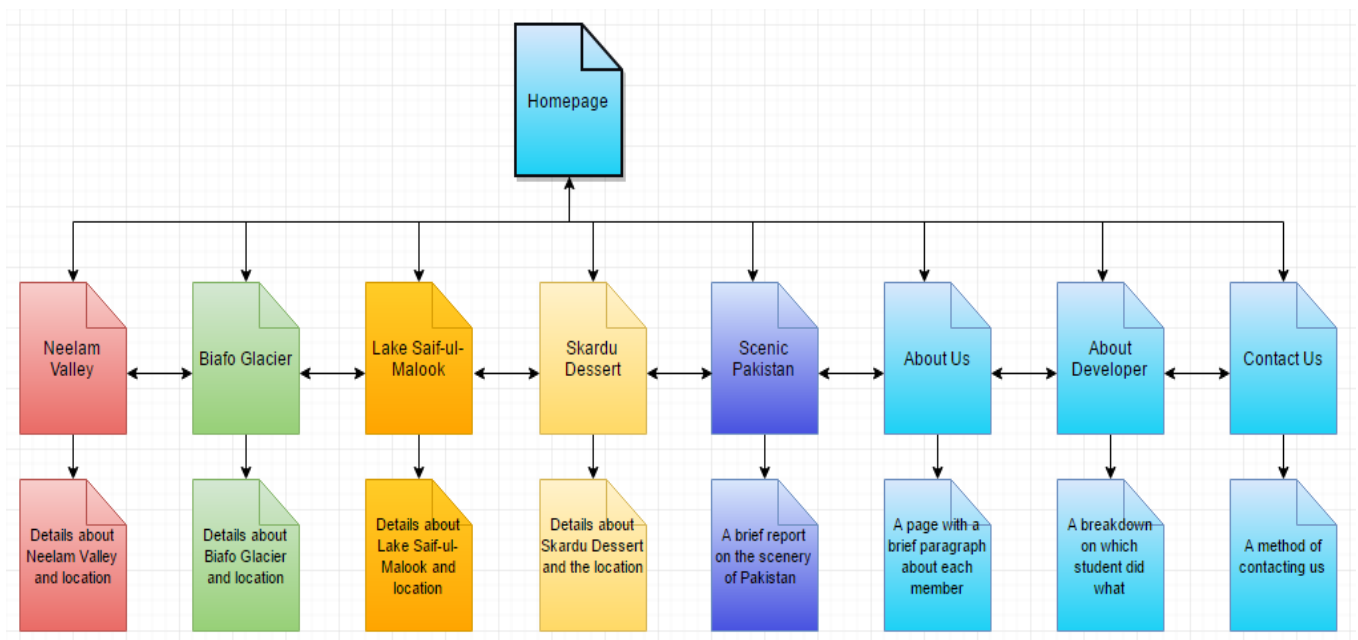 Homepage
Neelam
Valley
Biafo Glacier
Lake Saif-ul-
Malook
Skardu
Dessert
Scenic
Pakistan
About Us
About
Developer
Contact Us
Details about
Neelam Valley
and location
Details about
Biafo Glacier
and location
Details about
Lake Saif-ul-
Malook and
location
Details about
Skardu Dessert
and the location
A brief report
on the scenery
of Pakistan
A page with a
brief paragraph
about each
member
A breakdown
on which
student did
what
A method of
contacting us